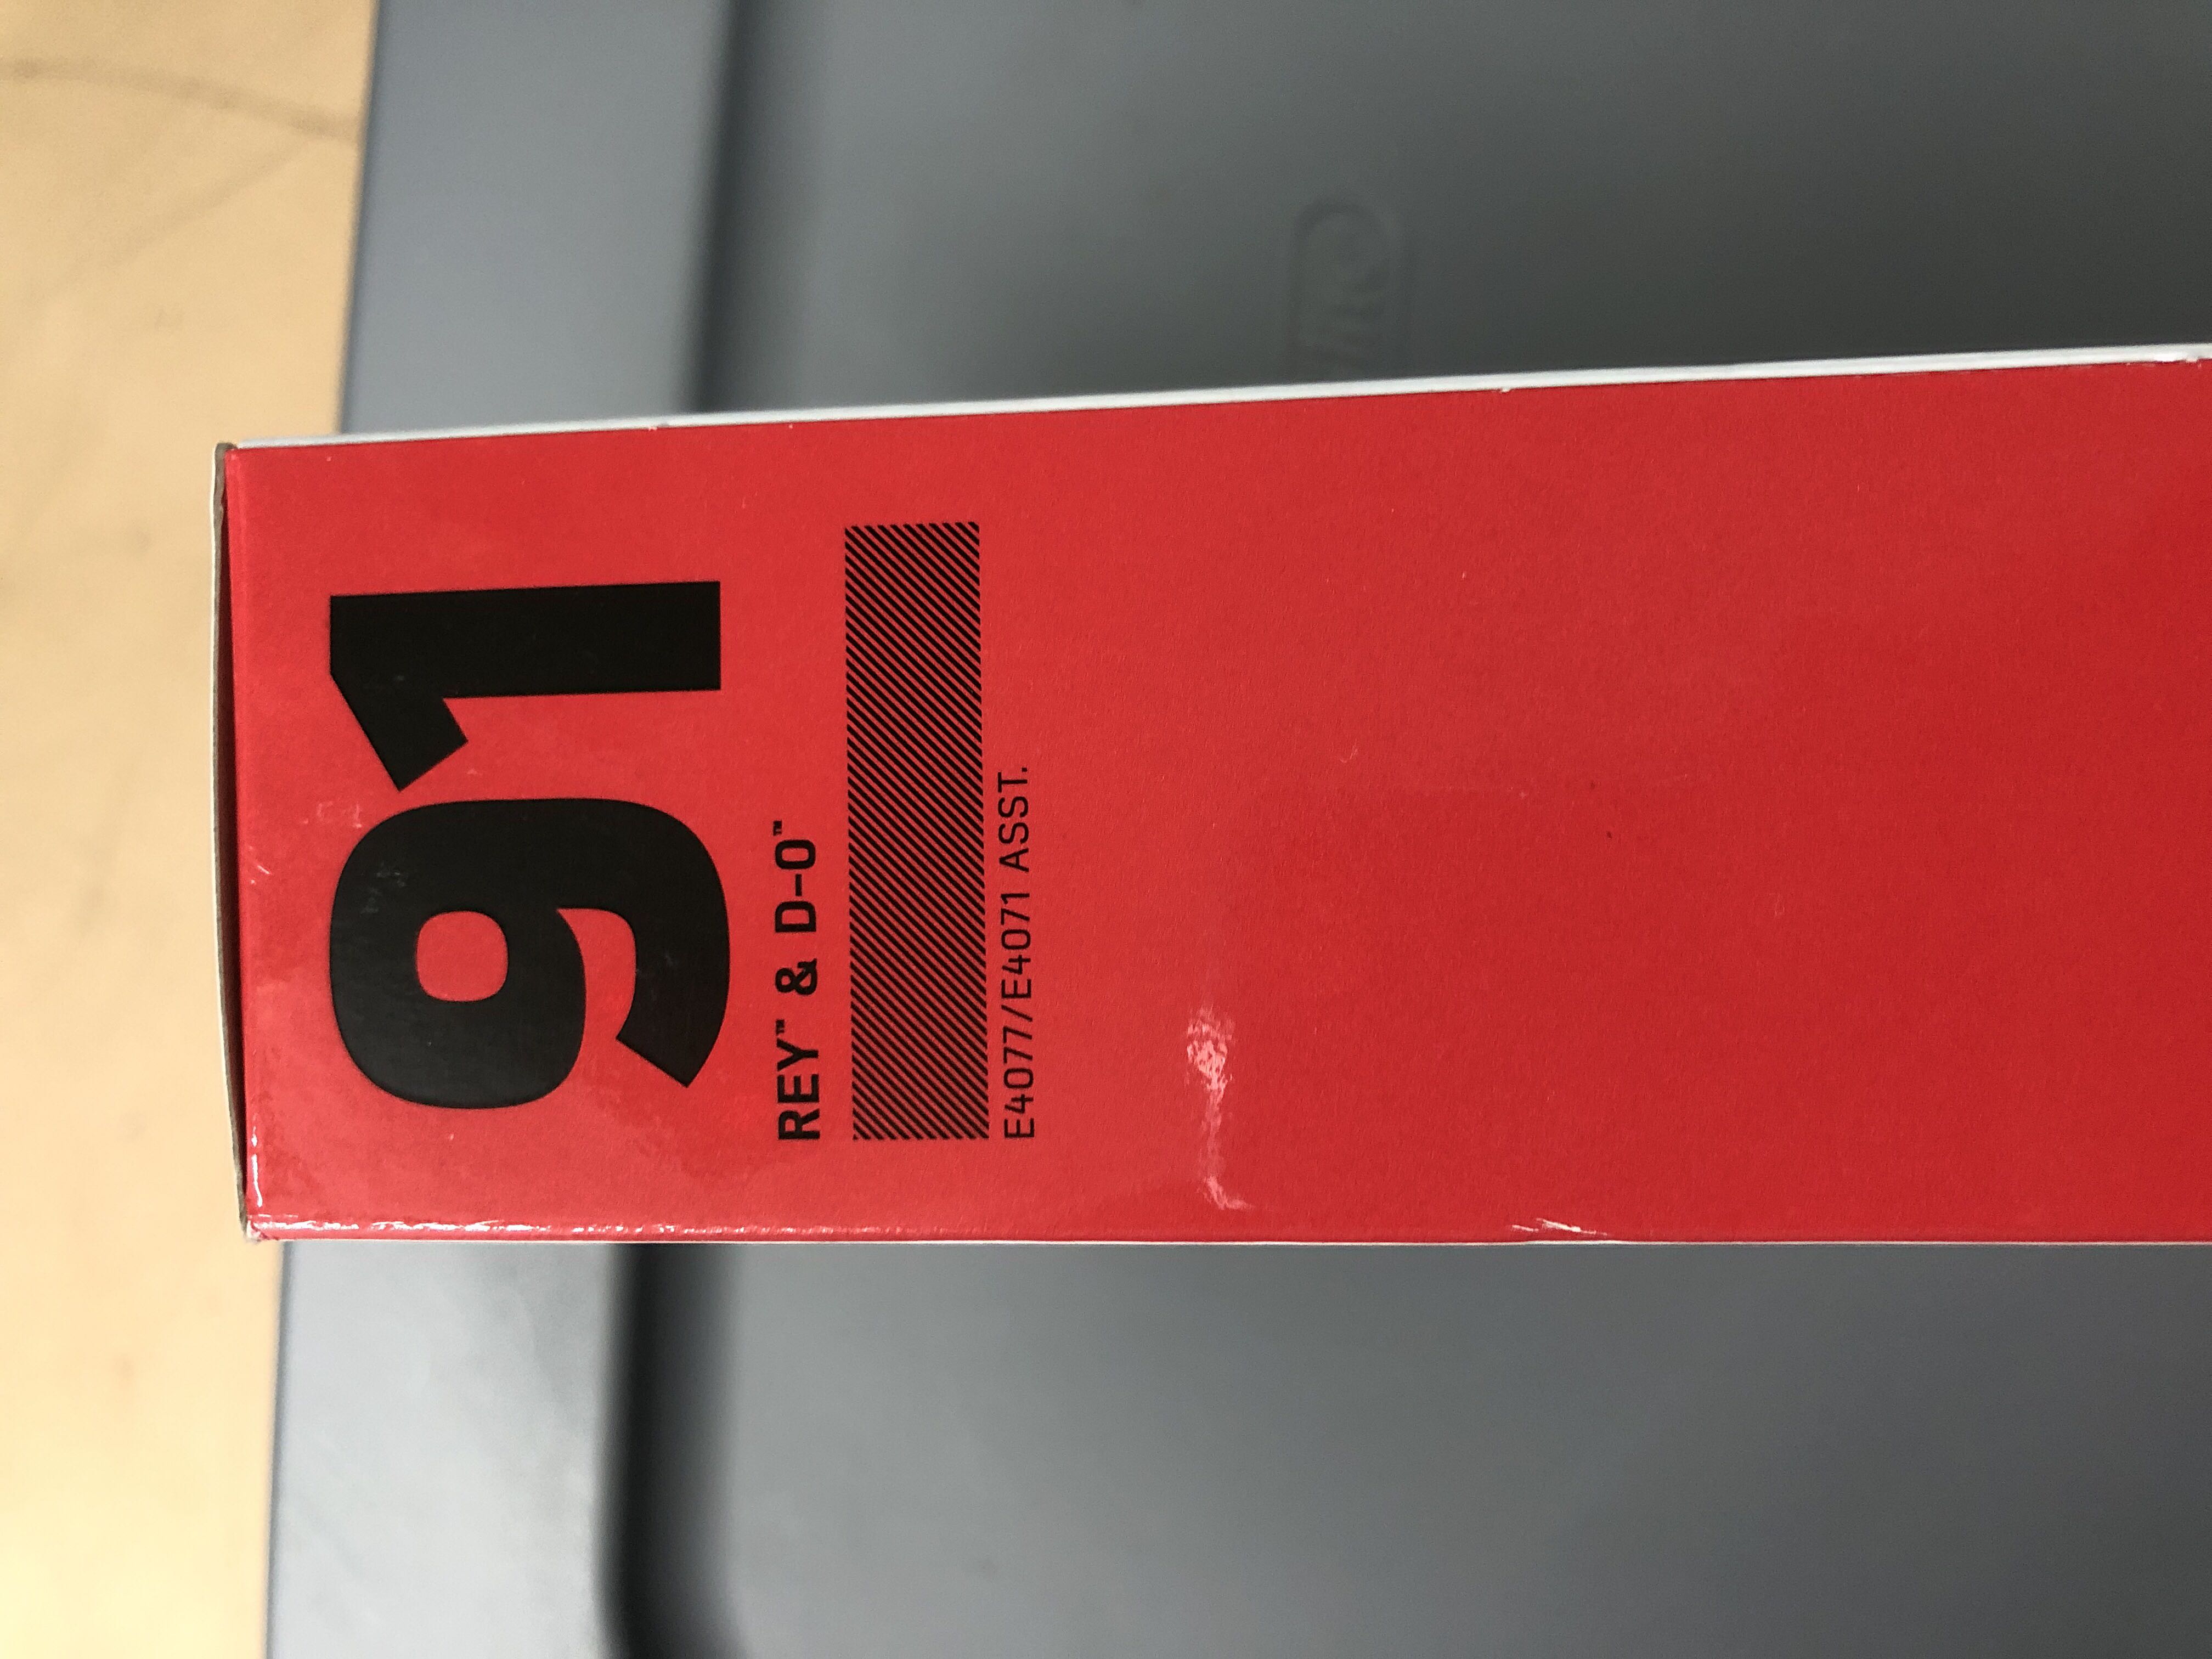 91
REY™ & D-O™
E4077/E4071 ASST.